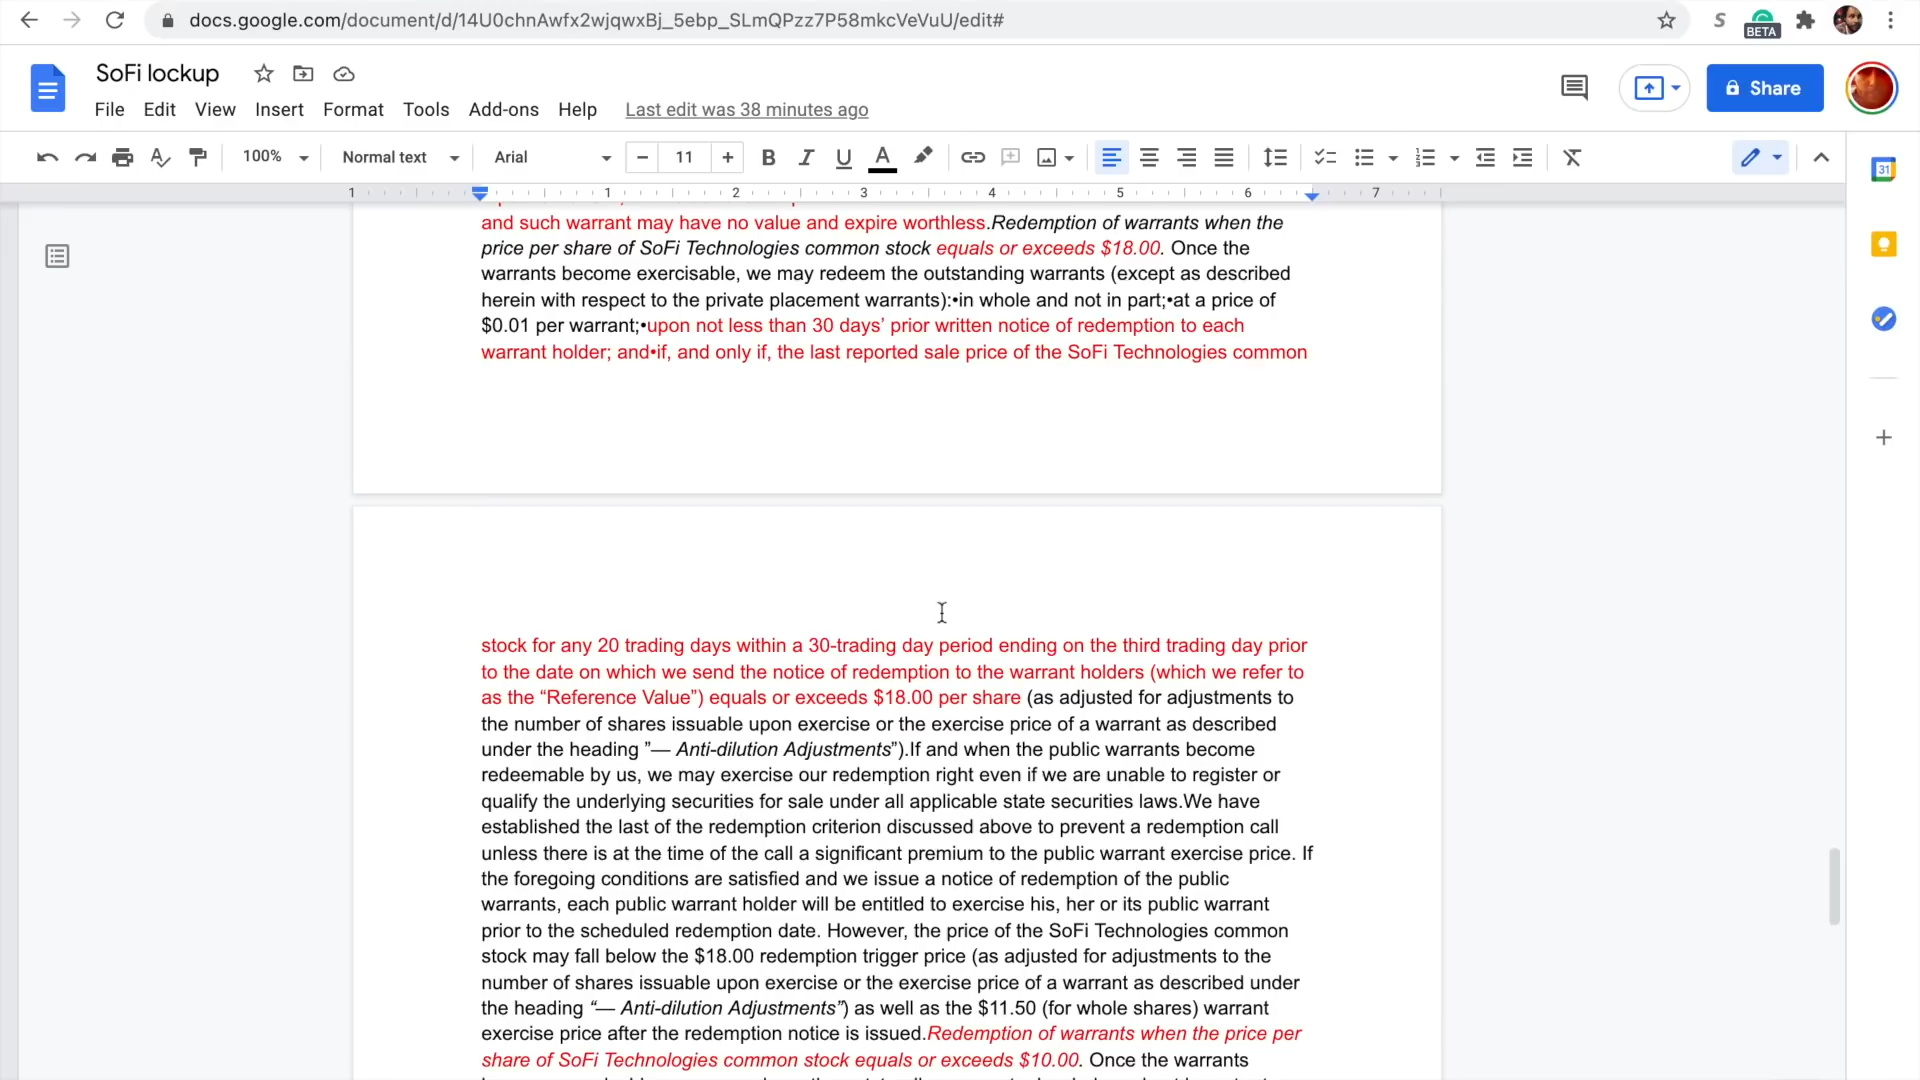 docs.google.com/document/d/14U0chnAwfx2wjqwxBj_5ebp_SLmQPzz7P58mkcVeVuU/edit#
S
BETA
SoFi lockup
Share
File Edit View Insert Format Tools Add-ons Help Last edit was 38 minutes ago
100% Normal text Arial 11 B I U A
31
1 1 2 3 4 5 6 7
and such warrant may have no value and expire worthless.Redemption of warrants when the
price per share of SoFi Technologies common stock equals or exceeds $18.00. Once the
warrants become exercisable, we may redeem the outstanding warrants (except as described
herein with respect to the private placement warrants):•in whole and not in part;•at a price of
$0.01 per warrant;•upon not less than 30 days’ prior written notice of redemption to each
warrant holder; and•if, and only if, the last reported sale price of the SoFi Technologies common
stock for any 20 trading days within a 30-trading day period ending on the third trading day prior
to the date on which we send the notice of redemption to the warrant holders (which we refer to
as the “Reference Value”) equals or exceeds $18.00 per share (as adjusted for adjustments to
the number of shares issuable upon exercise or the exercise price of a warrant as described
under the heading ”— Anti-dilution Adjustments”).If and when the public warrants become
redeemable by us, we may exercise our redemption right even if we are unable to register or
qualify the underlying securities for sale under all applicable state securities laws.We have
established the last of the redemption criterion discussed above to prevent a redemption call
unless there is at the time of the call a significant premium to the public warrant exercise price. If
the foregoing conditions are satisfied and we issue a notice of redemption of the public
warrants, each public warrant holder will be entitled to exercise his, her or its public warrant
prior to the scheduled redemption date. However, the price of the SoFi Technologies common
stock may fall below the $18.00 redemption trigger price (as adjusted for adjustments to the
number of shares issuable upon exercise or the exercise price of a warrant as described under
the heading “— Anti-dilution Adjustments”) as well as the $11.50 (for whole shares) warrant
exercise price after the redemption notice is issued.Redemption of warrants when the price per
share of SoFi Technologies common stock equals or exceeds $10.00. Once the warrants